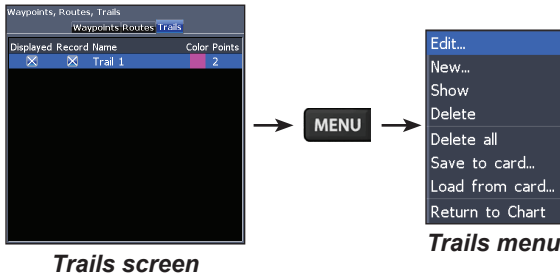 Waypoints, Routes, Trails
Waypoints Routes Trails
Displayed Record Name Color Points
Trail 1 2
Trails screen
MENU
Edit...
New...
Show
Delete
Delete all
Save to card...
Load from card...
Return to Chart
Trails menu